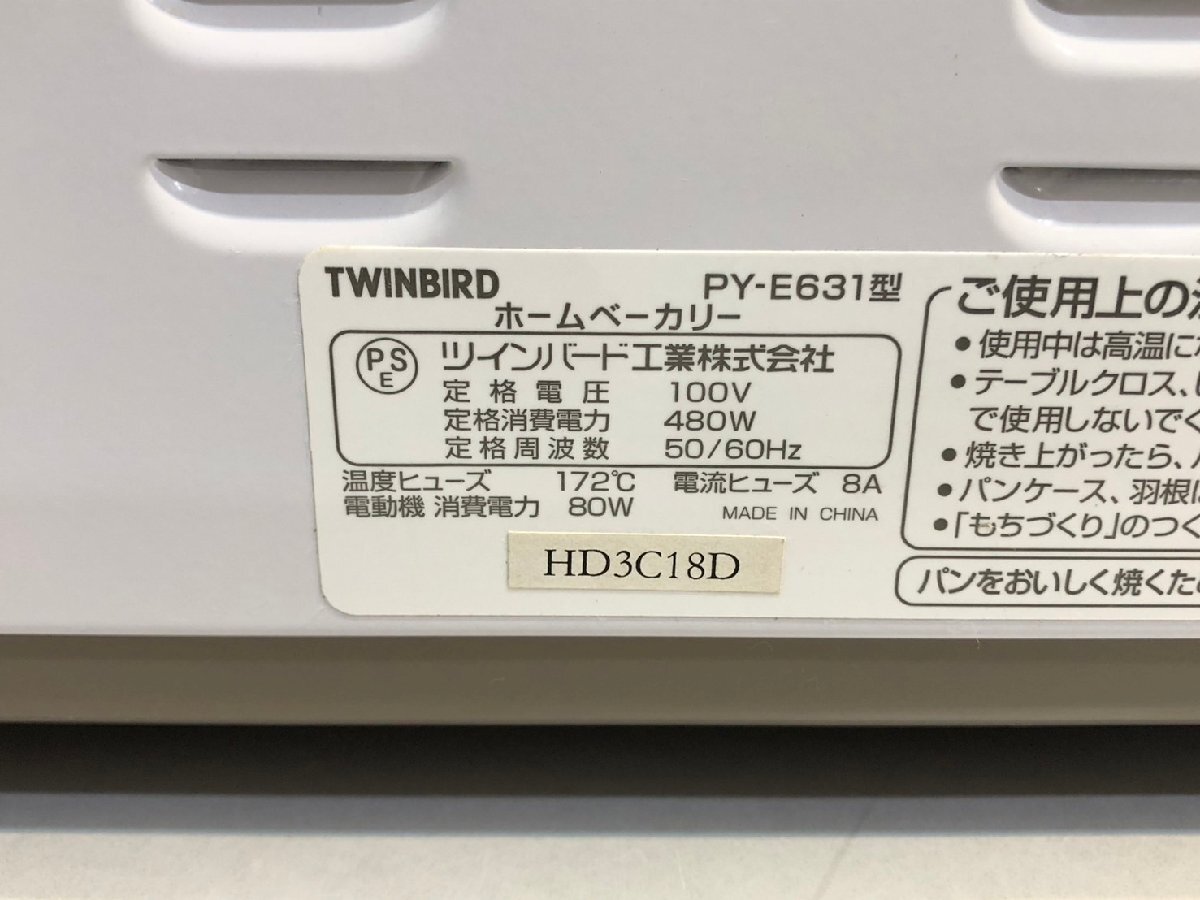 TWINBIRD PY-E631型
ホームベーカリー
PSE ツインバード工業株式会社
定格電圧 100V
定格消費電力 480W
定格周波数 50/60Hz
温度ヒューズ 172℃ 電流ヒューズ 8A
電動機 消費電力 80W MADE IN CHINA
HD3C18D
ご使用上の
• 使用中は高温に
• テーブルクロス、
で使用しないでく
• 焼き上がったら、
• パンケース、羽根は
• 「もちづくり」のつく
パンをおいしく焼くため